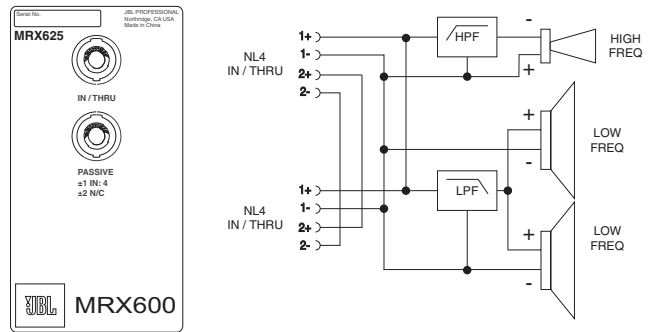 Serial No.
JBL PROFESSIONAL
Northridge, CA USA
Made in China
MRX625
IN / THRU
PASSIVE
±1 IN: 4
±2 N/C
JBL
MRX600
NL4
IN / THRU
1+
1-
2+
2-
HPF
-
+
HIGH
FREQ
+
-
LOW
FREQ
NL4
IN / THRU
1+
1-
2+
2-
LPF
+
-
LOW
FREQ